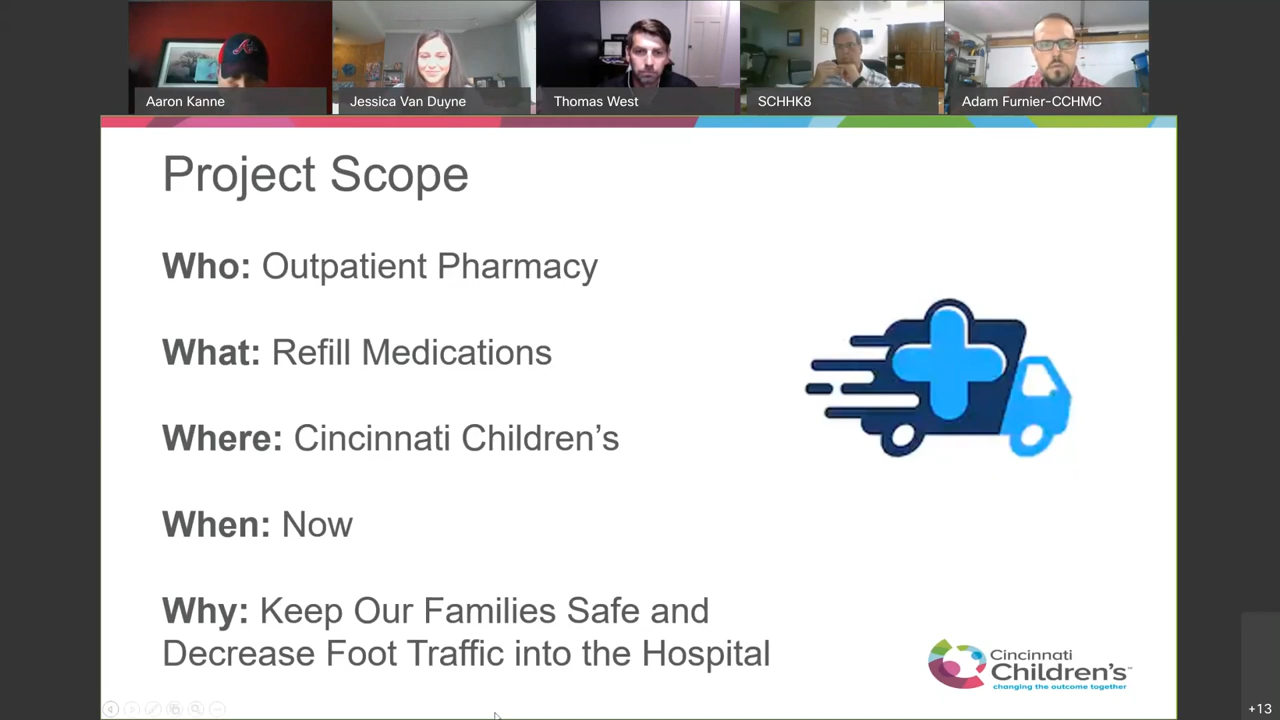 Aaron Kanne
Jessica Van Duyne
Thomas West
SCHHK8
Adam Furnier-CCHMC
Project Scope
Who: Outpatient Pharmacy
What: Refill Medications
Where: Cincinnati Children’s
When: Now
Why: Keep Our Families Safe and
Decrease Foot Traffic into the Hospital
Cincinnati
Children's™
changing the outcome together
+13